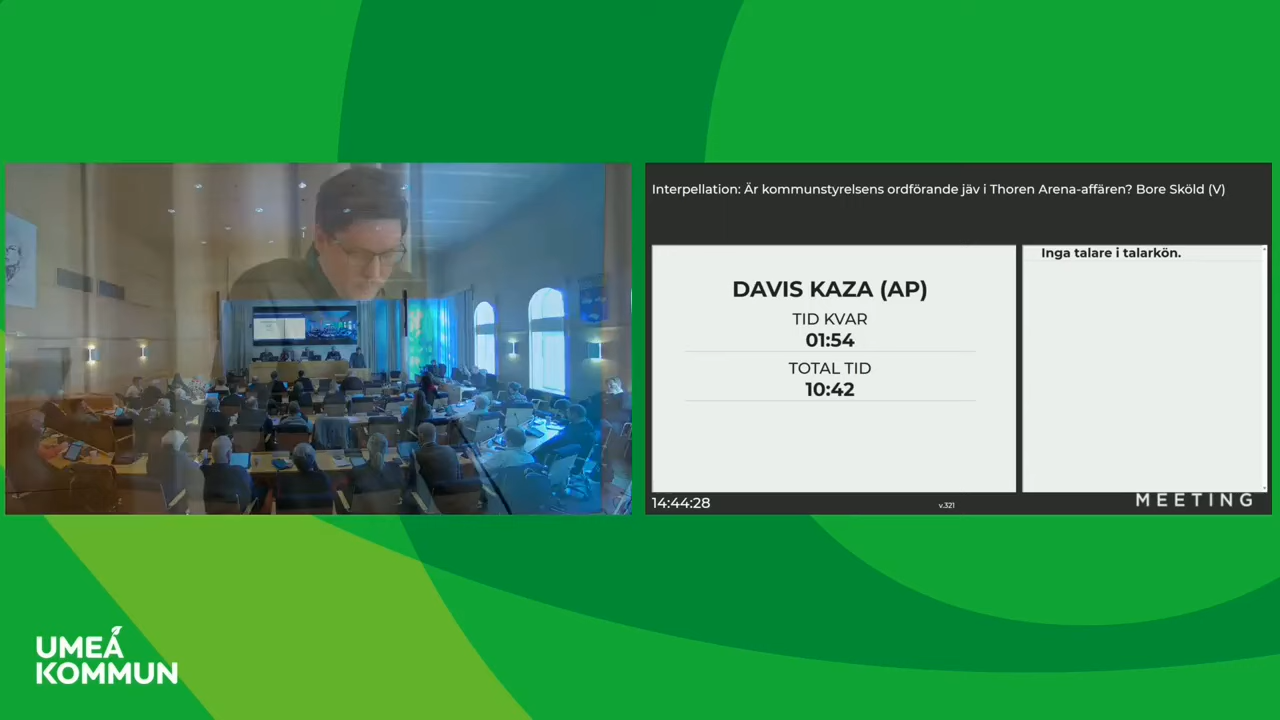 Interpellation: Är kommunstyrelsens ordförande jäv i Thoren Arena-affären? Bore Sköld (V)
DAVIS KAZA (AP)
TID KVAR
01:54
TOTAL TID
10:42
Inga talare i talarkön.
14:44:28
v.321
MEETING
UMEÅ
KOMMUN